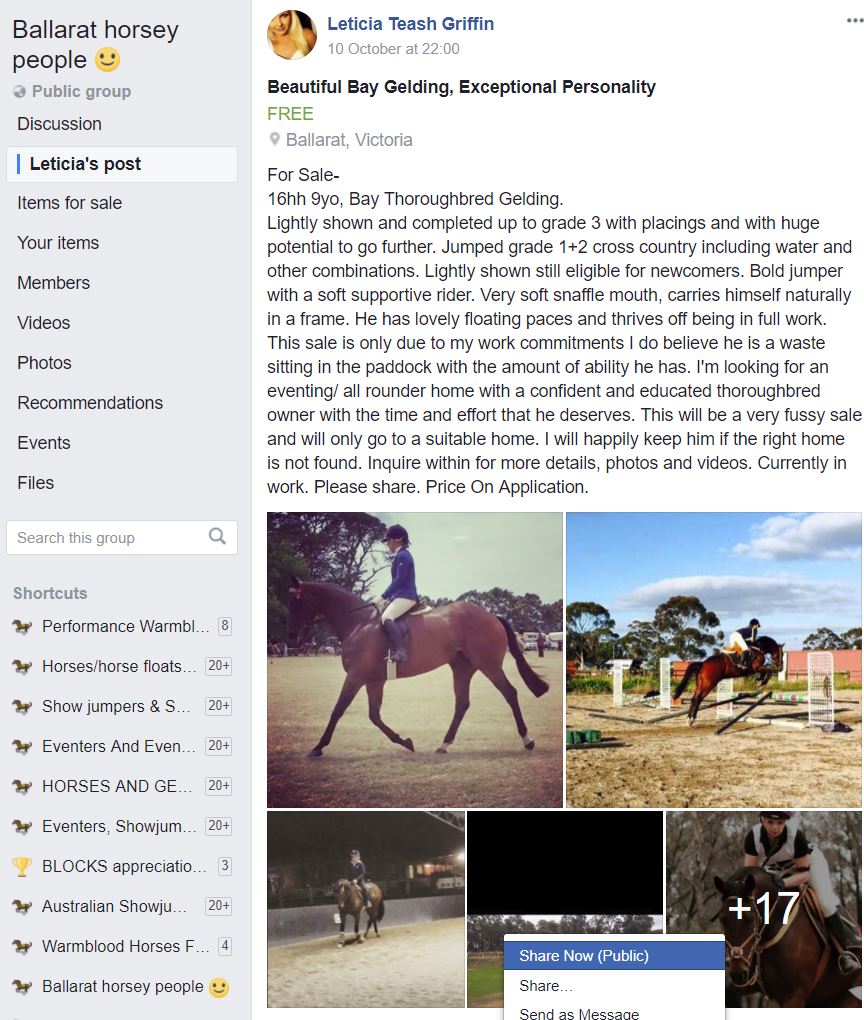 Ballarat horsey
people 🙂
Public group
Discussion
Leticia's post
Items for sale
Your items
Members
Videos
Photos
Recommendations
Events
Files
Search this group
Shortcuts
Performance Warmbl... 8
Horses/horse floats... 20+
Show jumpers & S... 20+
Eventers And Even... 20+
HORSES AND GE... 20+
Eventers, Showjum... 20+
BLOCKS appreciatio... 3
Australian Showju... 20+
Warmblood Horses F... 4
Ballarat horsey people 🙂
Leticia Teash Griffin
10 October at 22:00
Beautiful Bay Gelding, Exceptional Personality
FREE
Ballarat, Victoria
For Sale-
16hh 9yo, Bay Thoroughbred Gelding.
Lightly shown and completed up to grade 3 with placings and with huge
potential to go further. Jumped grade 1+2 cross country including water and
other combinations. Lightly shown still eligible for newcomers. Bold jumper
with a soft supportive rider. Very soft snaffle mouth, carries himself naturally
in a frame. He has lovely floating paces and thrives off being in full work.
This sale is only due to my work commitments I do believe he is a waste
sitting in the paddock with the amount of ability he has. I'm looking for an
eventing/ all rounder home with a confident and educated thoroughbred
owner with the time and effort that he deserves. This will be a very fussy sale
and will only go to a suitable home. I will happily keep him if the right home
is not found. Inquire within for more details, photos and videos. Currently in
work. Please share. Price On Application.
+17
Share Now (Public)
Share...
Send as Message